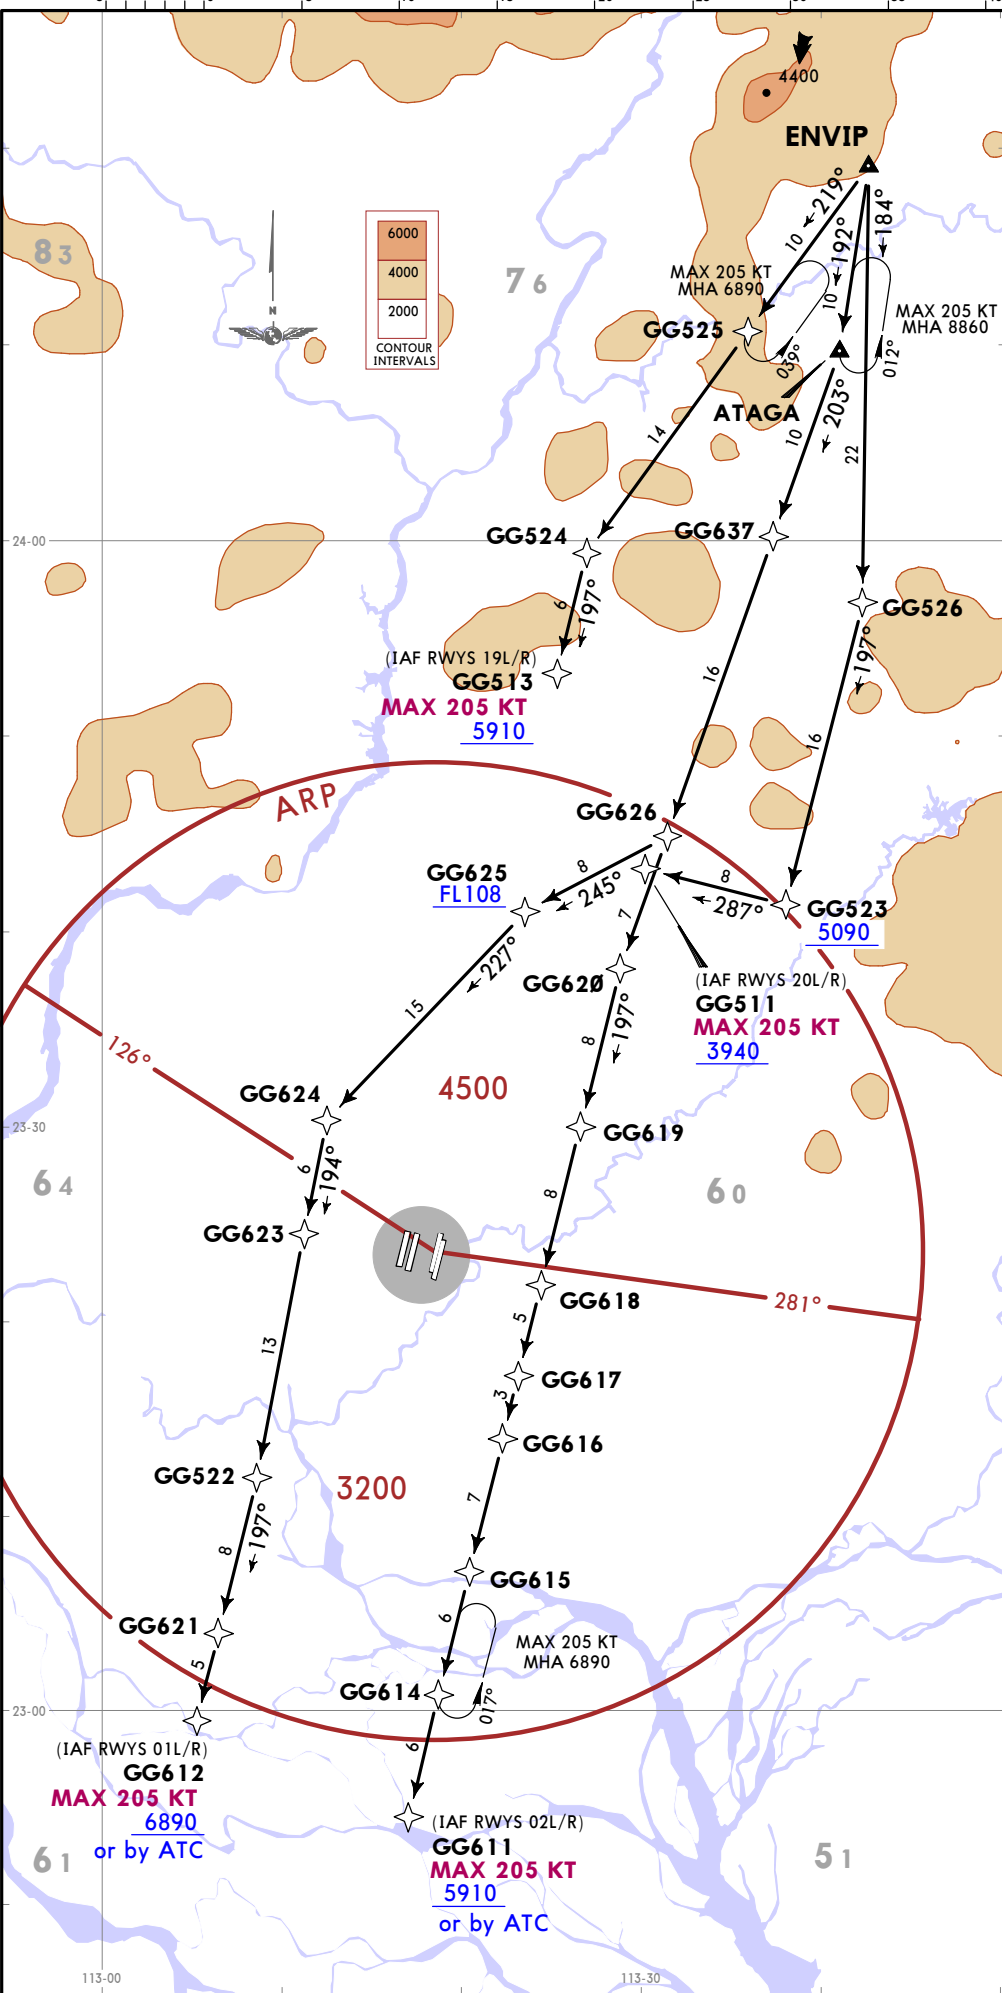 4400
ENVIP
219°
10
192°
10
184°
22
83
76
N
6000
4000
2000
CONTOUR
INTERVALS
MAX 205 KT
MHA 6890
GG525
039°
MAX 205 KT
MHA 8860
012°
ATAGA
203°
10
14
24-00
GG524
GG637
GG526
6
197°
(IAF RWYS 19L/R)
GG513
MAX 205 KT
5910
16
197°
16
ARP
GG626
GG625
FL108
8
245°
8
287°
GG523
5090
7
227°
15
GG620
(IAF RWYS 20L/R)
GG511
MAX 205 KT
3940
197°
8
126°
4500
GG624
23-30
GG619
64
6
194°
60
8
GG623
GG618
281°
5
13
GG617
3
GG616
GG522
3200
7
197°
8
GG615
GG621
6
MAX 205 KT
MHA 6890
5
GG614
017°
23-00
6
(IAF RWYS 01L/R)
GG612
MAX 205 KT
6890
or by ATC
(IAF RWYS 02L/R)
GG611
MAX 205 KT
5910
or by ATC
61
51
113-00
113-30